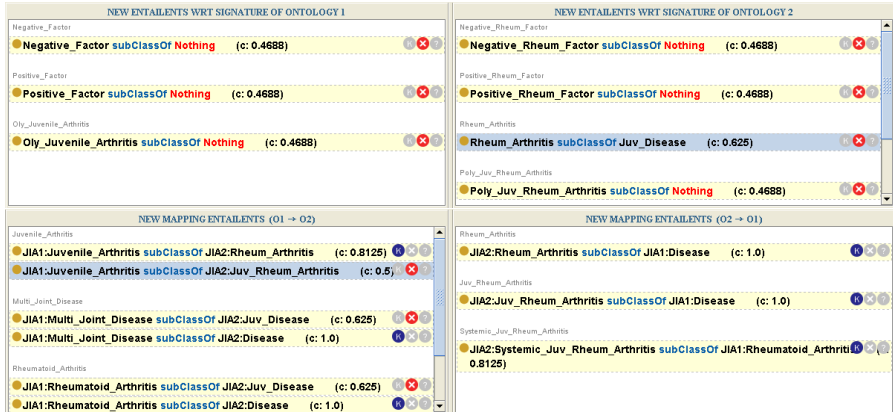 NEW ENTAILENTS WRT SIGNATURE OF ONTOLOGY 1
Negative_Factor
Negative_Factor subClassOf Nothing (c: 0.4688)
K ?
Positive_Factor
Positive_Factor subClassOf Nothing (c: 0.4688)
K ?
Oly_Juvenile_Arthritis
Oly_Juvenile_Arthritis subClassOf Nothing (c: 0.4688)
K ?
NEW ENTAILENTS WRT SIGNATURE OF ONTOLOGY 2
Negative_Rheum_Factor
Negative_Rheum_Factor subClassOf Nothing (c: 0.4688)
K ?
Positive_Rheum_Factor
Positive_Rheum_Factor subClassOf Nothing (c: 0.4688)
K ?
Rheum_Arthritis
Rheum_Arthritis subClassOf Juv_Disease (c: 0.625)
K ?
Poly_Juv_Rheum_Arthritis
Poly_Juv_Rheum_Arthritis subClassOf Nothing (c: 0.4688)
K ?
NEW MAPPING ENTAILENTS (O1 → O2)
Juvenile_Arthritis
JIA1:Juvenile_Arthritis subClassOf JIA2:Rheum_Arthritis (c: 0.8125)
K ?
JIA1:Juvenile_Arthritis subClassOf JIA2:Juv_Rheum_Arthritis (c: 0.5)
?
Multi_Joint_Disease
JIA1:Multi_Joint_Disease subClassOf JIA2:Juv_Disease (c: 0.625)
K ?
JIA1:Multi_Joint_Disease subClassOf JIA2:Disease (c: 1.0)
K ?
Rheumatoid_Arthritis
JIA1:Rheumatoid_Arthritis subClassOf JIA2:Juv_Disease (c: 0.625)
K ?
JIA1:Rheumatoid_Arthritis subClassOf JIA2:Disease (c: 1.0)
K ?
NEW MAPPING ENTAILENTS (O2 → O1)
Rheum_Arthritis
JIA2:Rheum_Arthritis subClassOf JIA1:Disease (c: 1.0)
K ?
Juv_Rheum_Arthritis
JIA2:Juv_Rheum_Arthritis subClassOf JIA1:Disease (c: 1.0)
K ?
Systemic_Juv_Rheum_Arthritis
JIA2:Systemic_Juv_Rheum_Arthritis subClassOf JIA1:Rheumatoid_Arthriti
K ?
0.8125)